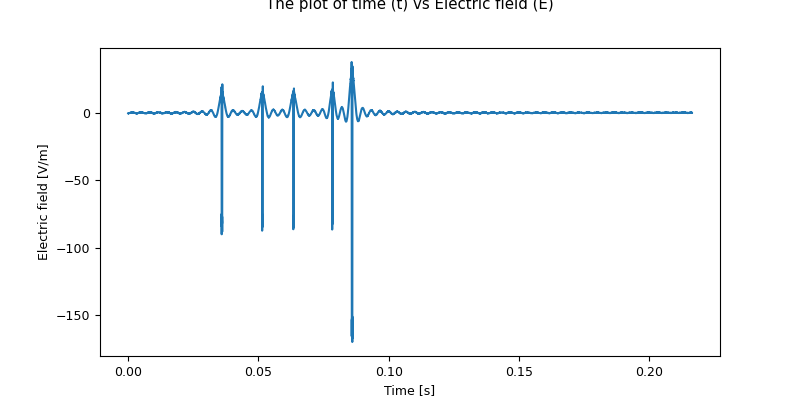 The plot of time (t) vs Electric field (E)
0
−50
−100
−150
Electric field [V/m]
0.00 0.05 0.10 0.15 0.20
Time [s]